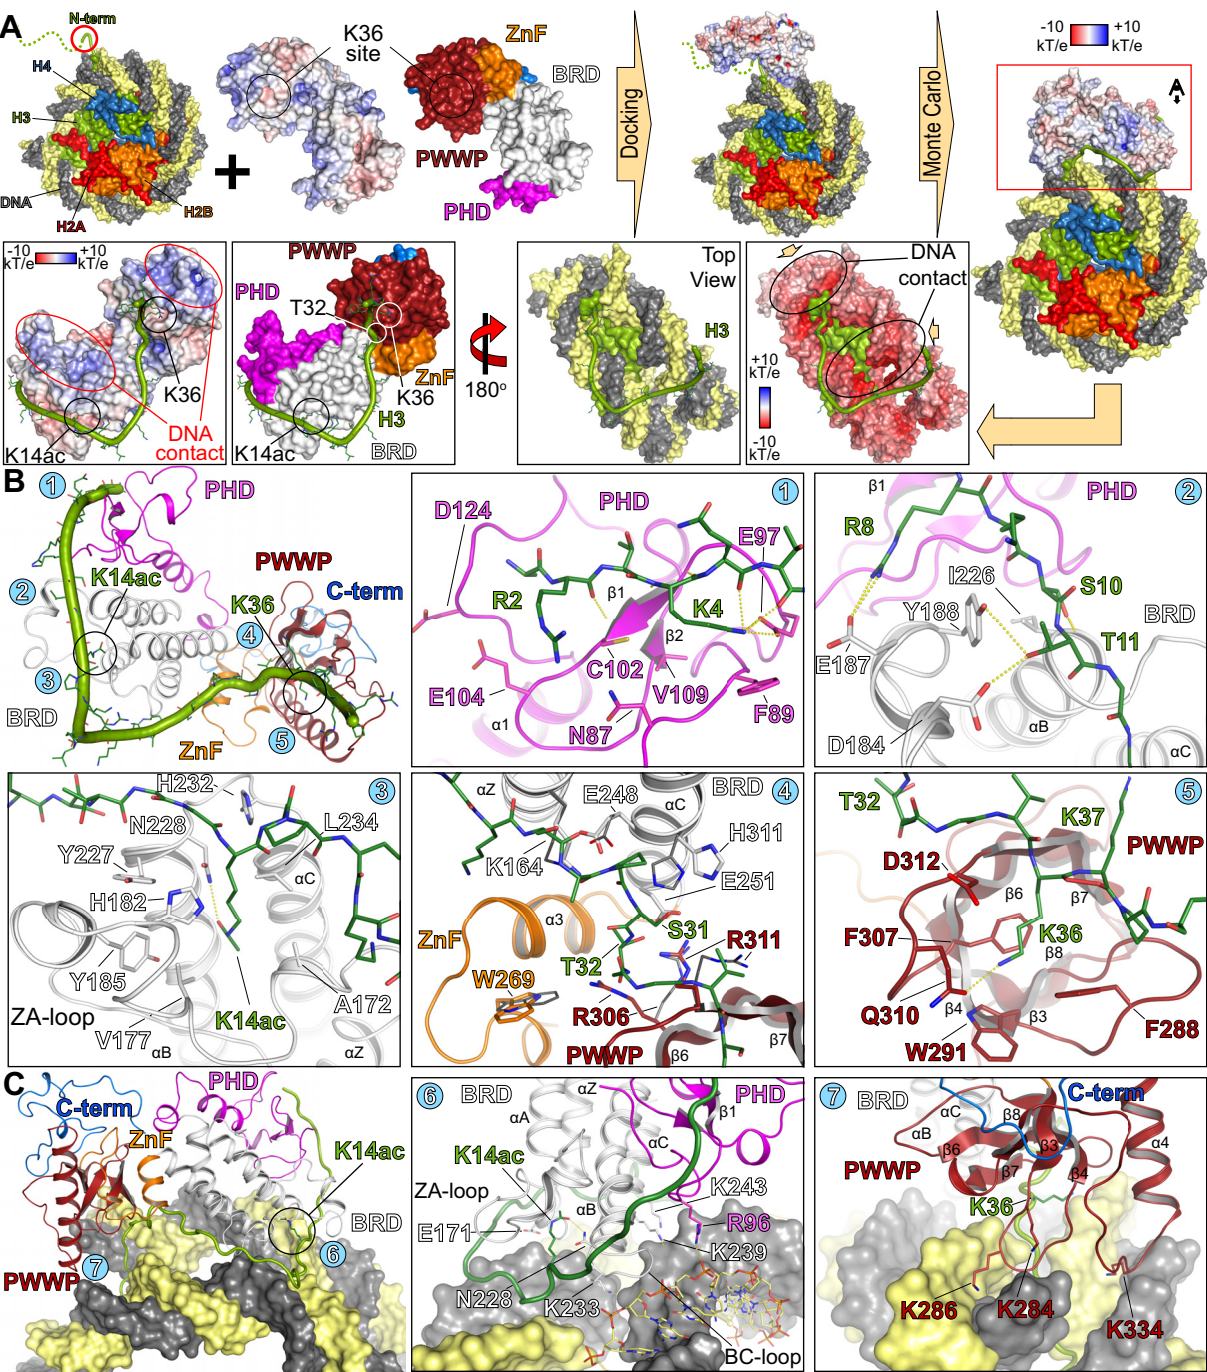 A
N-term
H4
H3
DNA
H2A
H2B
K36
site
ZnF
BRD
PWWP
PHD
Docking
Monte Carlo
-10
kT/e
+10
kT/e
A
-10
kT/e
+10
kT/e
K36
K14ac
DNA
contact
PWWP
PHD
T32
ZnF
K36
H3
K14ac
BRD
180°
Top
View
H3
DNA
contact
+10
kT/e
-10
kT/e
B
1
PHD
K14ac
2
PWWP
C-term
K36
4
3
BRD
ZnF
5
1
PHD
D124
E97
R2
β1
K4
β2
C102
V109
E104
α1
N87
F89
2
β1
PHD
R8
I226
S10
Y188
BRD
T11
E187
D184
αB
αC
3
H232
N228
L234
Y227
αC
H182
Y185
A172
ZA-loop
V177
K14ac
αB
αZ
4
αZ
E248
BRD
αC
H311
K164
E251
α3
ZnF
S31
R311
T32
W269
R306
PWWP
β6
β7
5
T32
K37
PWWP
D312
β6
β7
F307
K36
β8
Q310
β4
β3
F288
W291
C
PHD
C-term
ZnF
K14ac
BRD
6
7
PWWP
6
BRD
αZ
PHD
αA
β1
αC
K14ac
ZA-loop
K243
αB
E171
R96
K239
N228
K233
BC-loop
7
BRD
C-term
αC
β8
αB
β6
β3
α4
PWWP
β7
β4
K36
K286
K284
K334